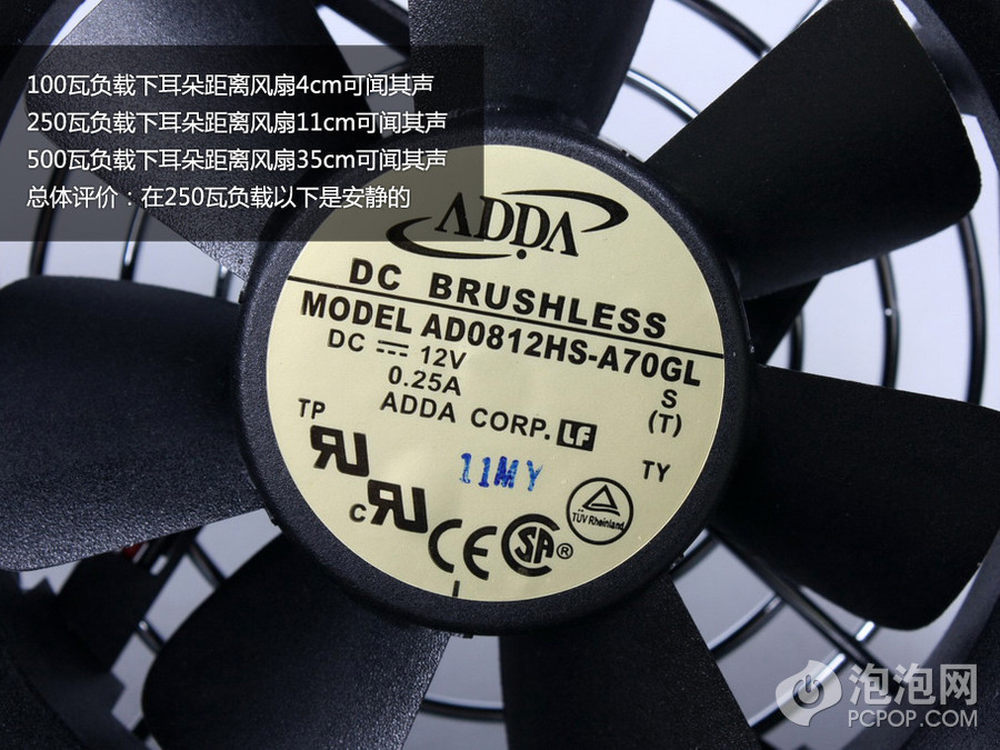 100瓦负载下耳朵距离风扇4cm可闻其声
250瓦负载下耳朵距离风扇11cm可闻其声
500瓦负载下耳朵距离风扇35cm可闻其声
总体评价：在250瓦负载以下是安静的
ADDA
DC BRUSHLESS
MODEL AD0812HS-A70GL
DC 12V
S
0.25A
(T)
ADDA CORP. LF
TP
TY
11MY
TÜV Rheinland
C
CE
SA ®
泡泡网
PCPOP.COM